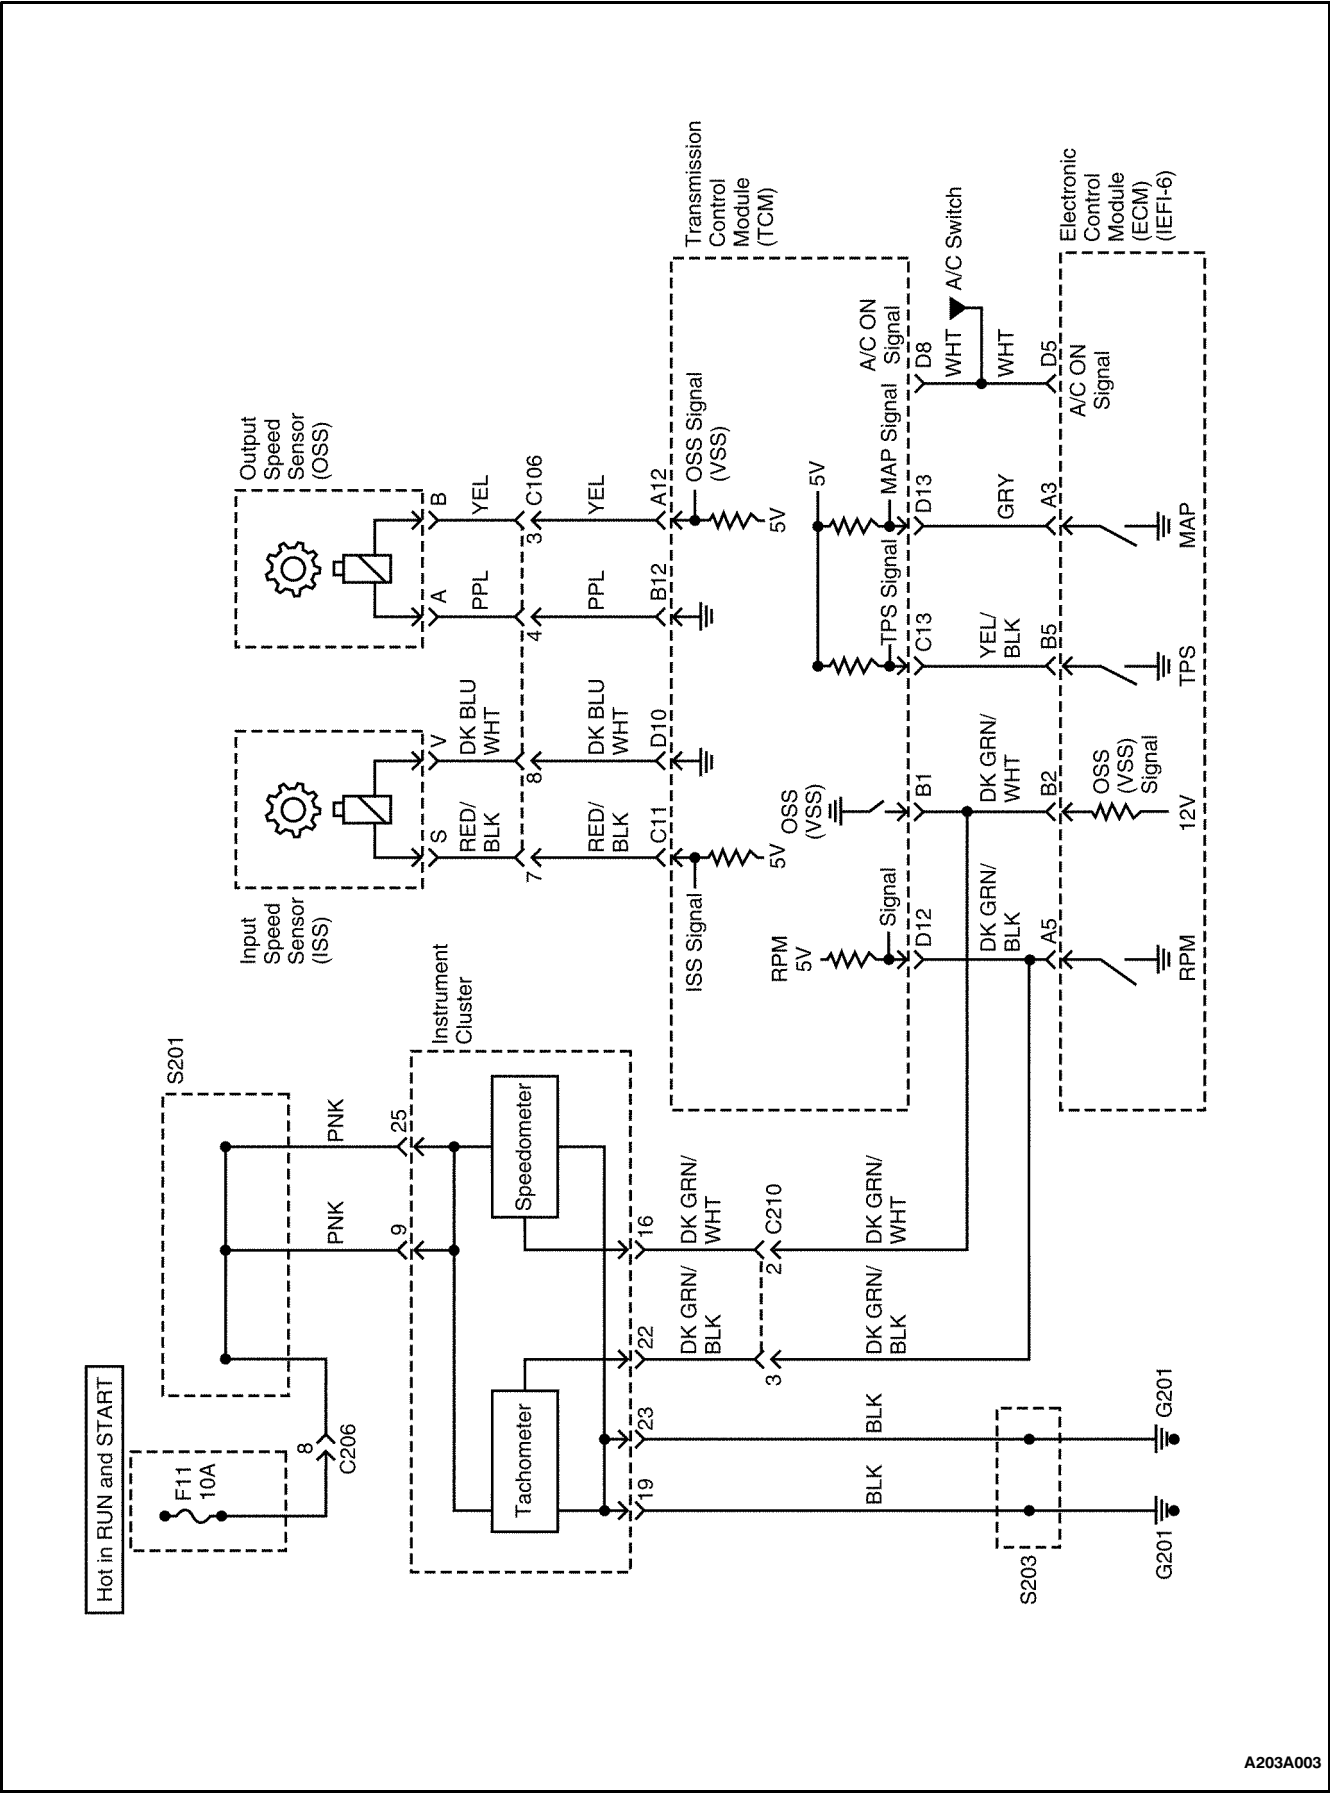 Hot in RUN and START
F11
10A
8
C206
S201
PNK
PNK
9
25
Instrument
Cluster
Tachometer
Speedometer
19
23
22
16
DK GRN/
BLK
DK GRN/
WHT
3
2
C210
BLK
BLK
DK GRN/
BLK
DK GRN/
WHT
S203
G201
G201
Input
Speed
Sensor
(ISS)
Output
Speed
Sensor
(OSS)
S
V
A
B
RED/
BLK
DK BLU
WHT
PPL
YEL
7
8
4
3
C106
RED/
BLK
DK BLU
WHT
PPL
YEL
C11
D10
B12
A12
Transmission
Control
Module
(TCM)
ISS Signal
5V
OSS Signal
(VSS)
5V
RPM
5V
Signal
OSS
(VSS)
5V
TPS Signal
MAP Signal
A/C ON
Signal
D12
B1
C13
D13
D8
DK GRN/
BLK
DK GRN/
WHT
YEL/
BLK
GRY
WHT
WHT
A/C Switch
A5
B2
B5
A3
D5
Electronic
Control
Module
(ECM)
(IEFI-6)
RPM
OSS
(VSS)
Signal
12V
TPS
MAP
A/C ON
Signal
A203A003